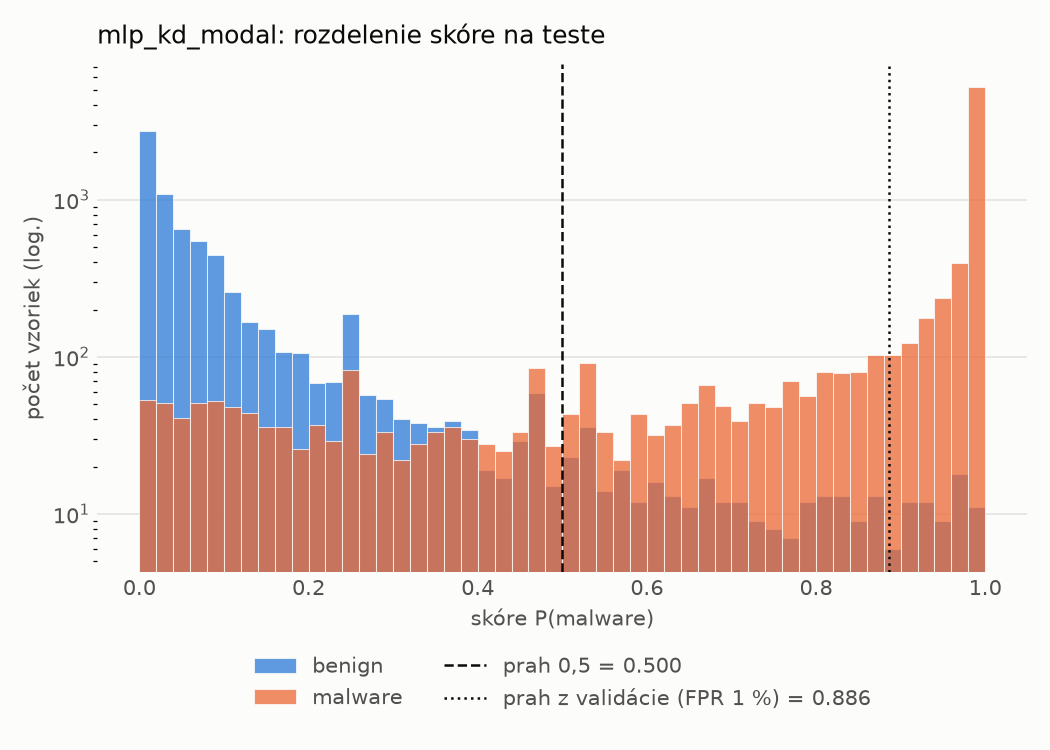 mlp_kd_modal: rozdelenie skóre na teste
počet vzoriek (log.)
10³
10²
10¹
0.0 0.2 0.4 0.6 0.8 1.0
skóre P(malware)
benign
malware
prah 0,5 = 0.500
prah z validácie (FPR 1 %) = 0.886